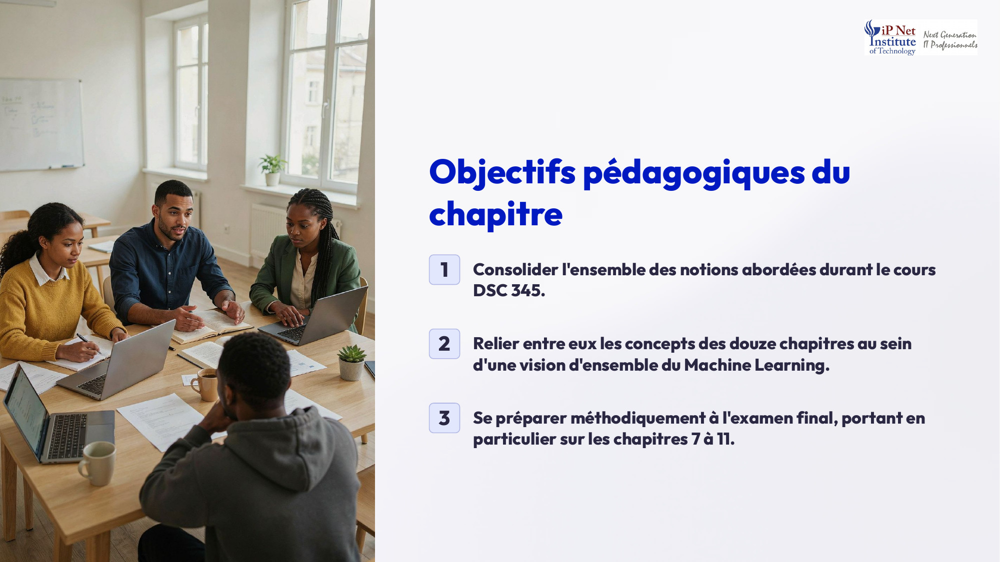 iP Net
Institute
of Technology
Next Generation
IT Professionnels
Objectifs pédagogiques du
chapitre
1
Consolider l'ensemble des notions abordées durant le cours
DSC 345.
2
Relier entre eux les concepts des douze chapitres au sein
d'une vision d'ensemble du Machine Learning.
3
Se préparer méthodiquement à l'examen final, portant en
particulier sur les chapitres 7 à 11.